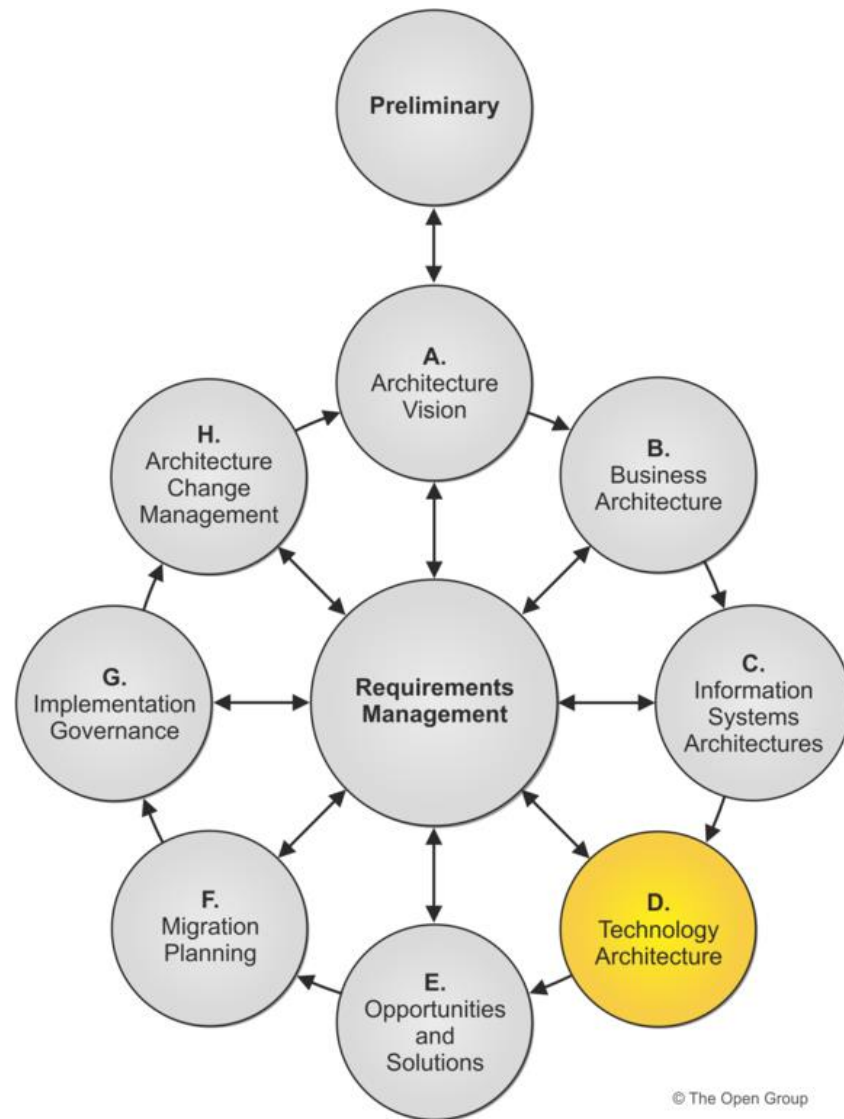 Preliminary
A.
Architecture
Vision
B.
Business
Architecture
C.
Information
Systems
Architectures
D.
Technology
Architecture
E.
Opportunities
and
Solutions
F.
Migration
Planning
G.
Implementation
Governance
H.
Architecture
Change
Management
Requirements
Management
© The Open Group